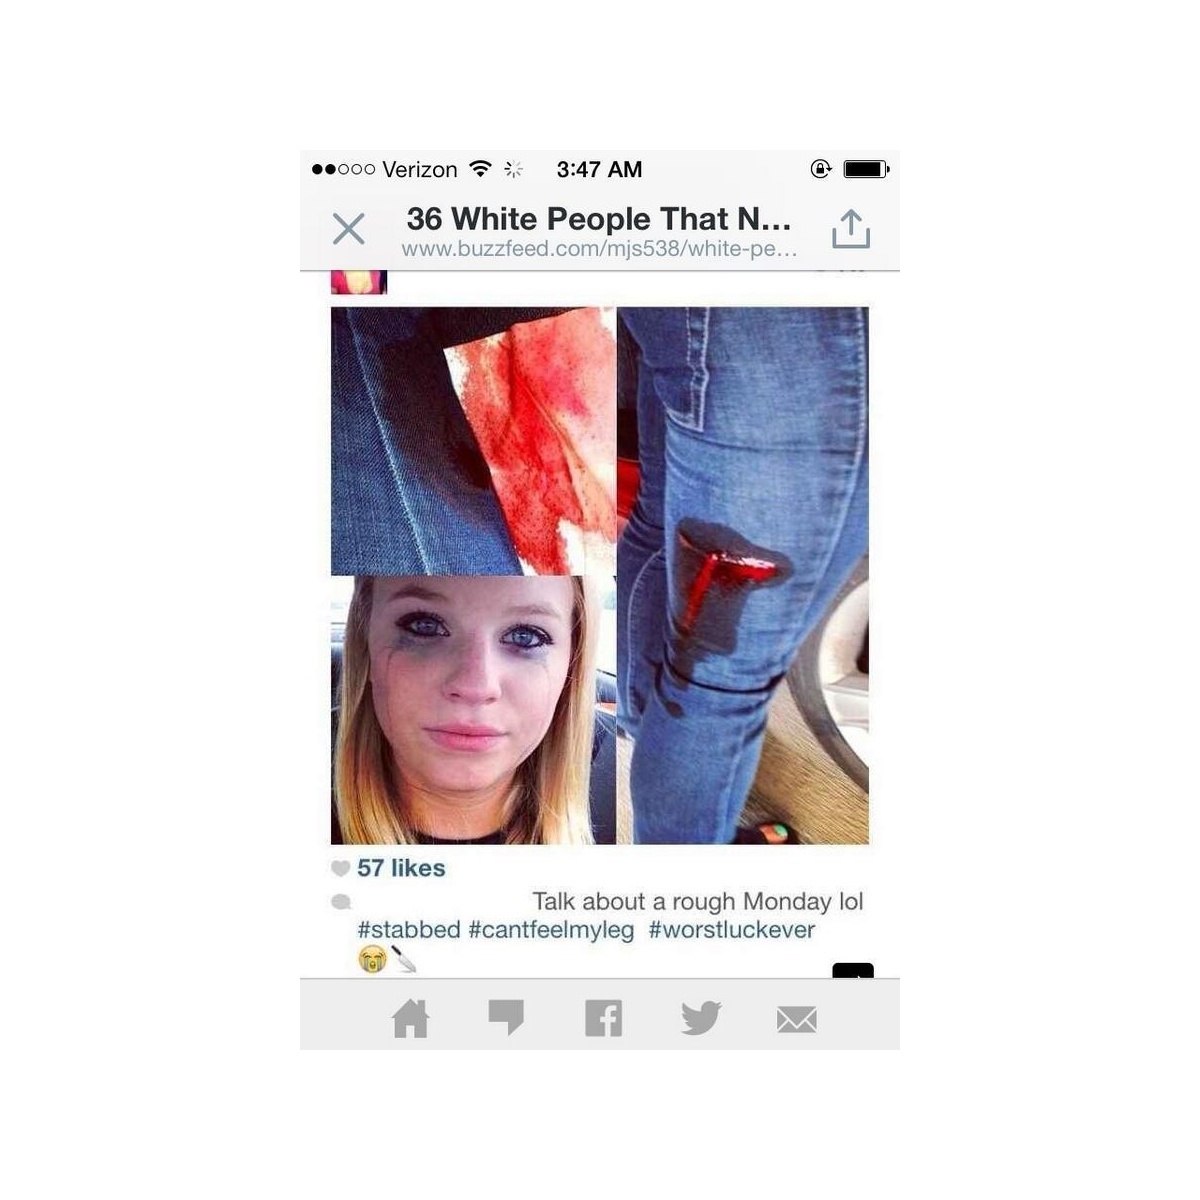 Verizon 3:47 AM
36 White People That N...
www.buzzfeed.com/mjs538/white-pe...
57 likes
Talk about a rough Monday lol
#stabbed #cantfeelmyleg #worstluckever
😭🔪